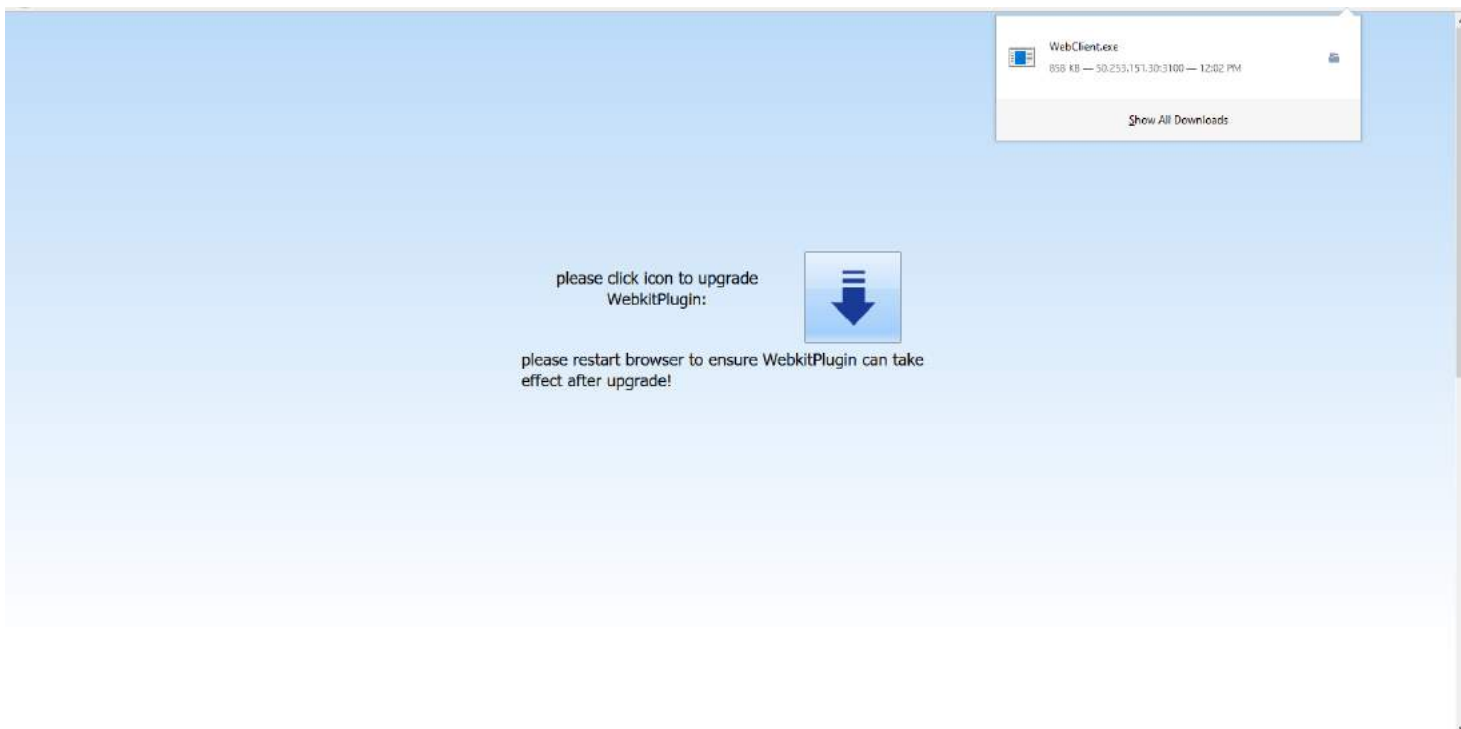 WebClient.exe
858 KB — 50.253.151.30:3100 — 12:02 PM
Show All Downloads
please click icon to upgrade
WebkitPlugin:
please restart browser to ensure WebkitPlugin can take
effect after upgrade!